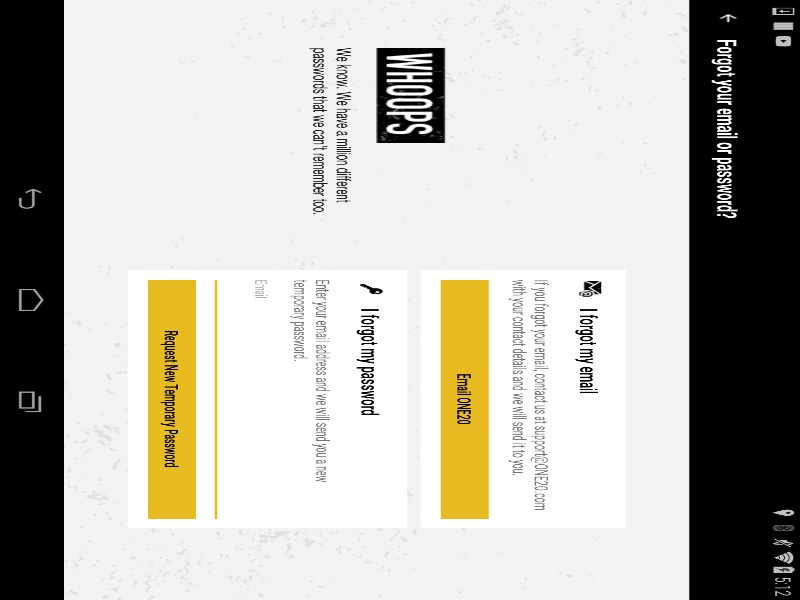 5:12
Forgot your email or password?
WHOOPS
We know. We have a million different
passwords that we can't remember too.
I forgot my email
If you forgot your email, contact us at support@ONE20.com
with your contact details and we will send it to you.
Email ONE20
I forgot my password
Enter your email address and we will send you a new
temporary password.
Email
Request New Temporary Password